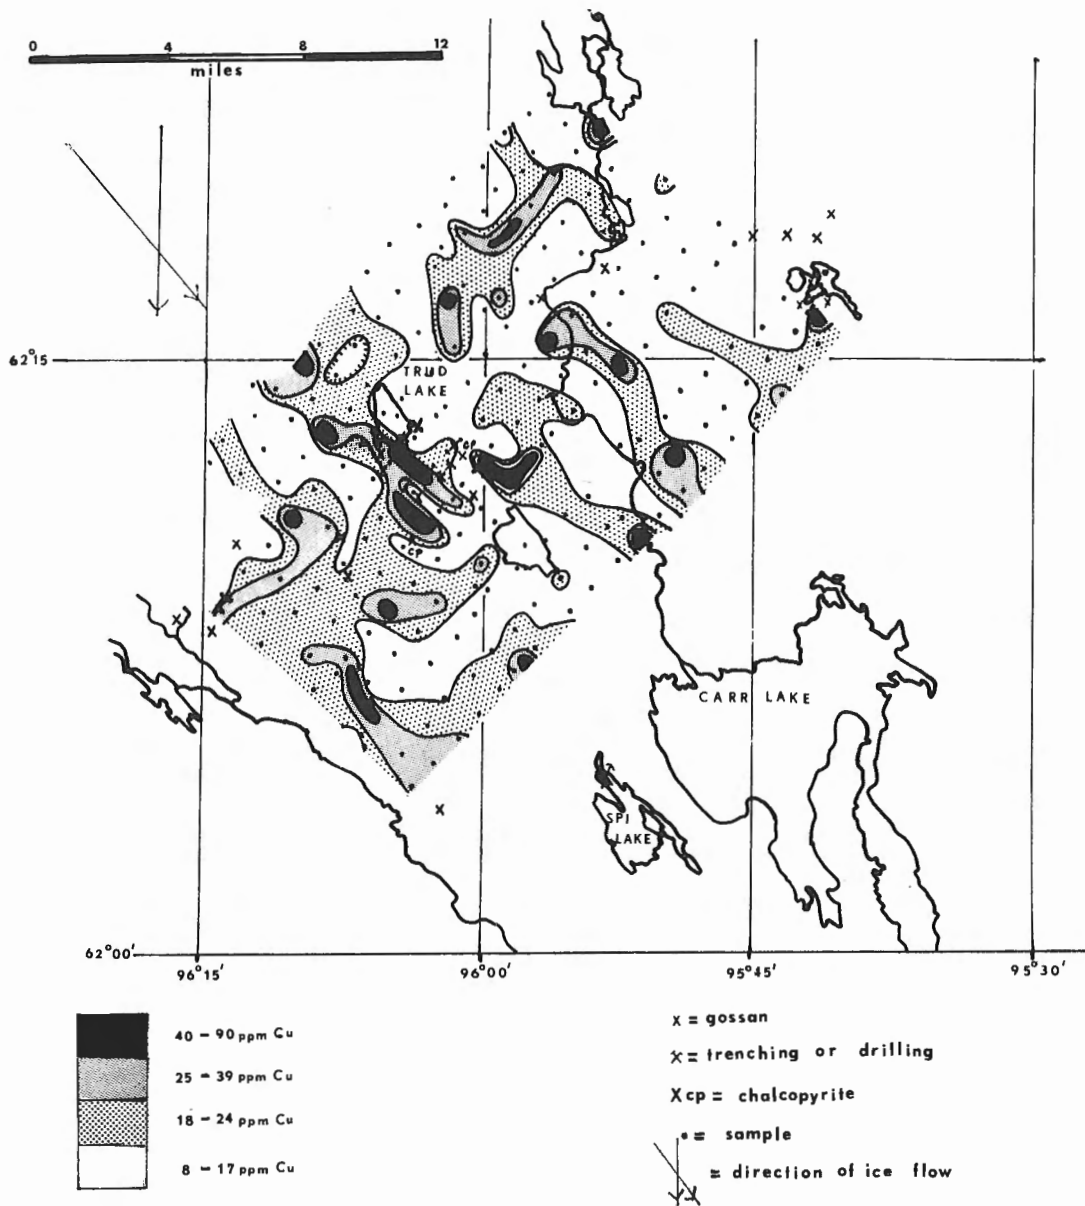 0 4 8 12
miles
62°15'
TRUD
LAKE
cp
cp
CARR LAKE
SPI
LAKE
62°00'
96°15' 96°00' 95°45' 95°30'
40 - 90 ppm Cu
25 - 39 ppm Cu
18 - 24 ppm Cu
8 - 17 ppm Cu
x = gossan
x = trenching or drilling
Xcp = chalcopyrite
• = sample
= direction of ice flow